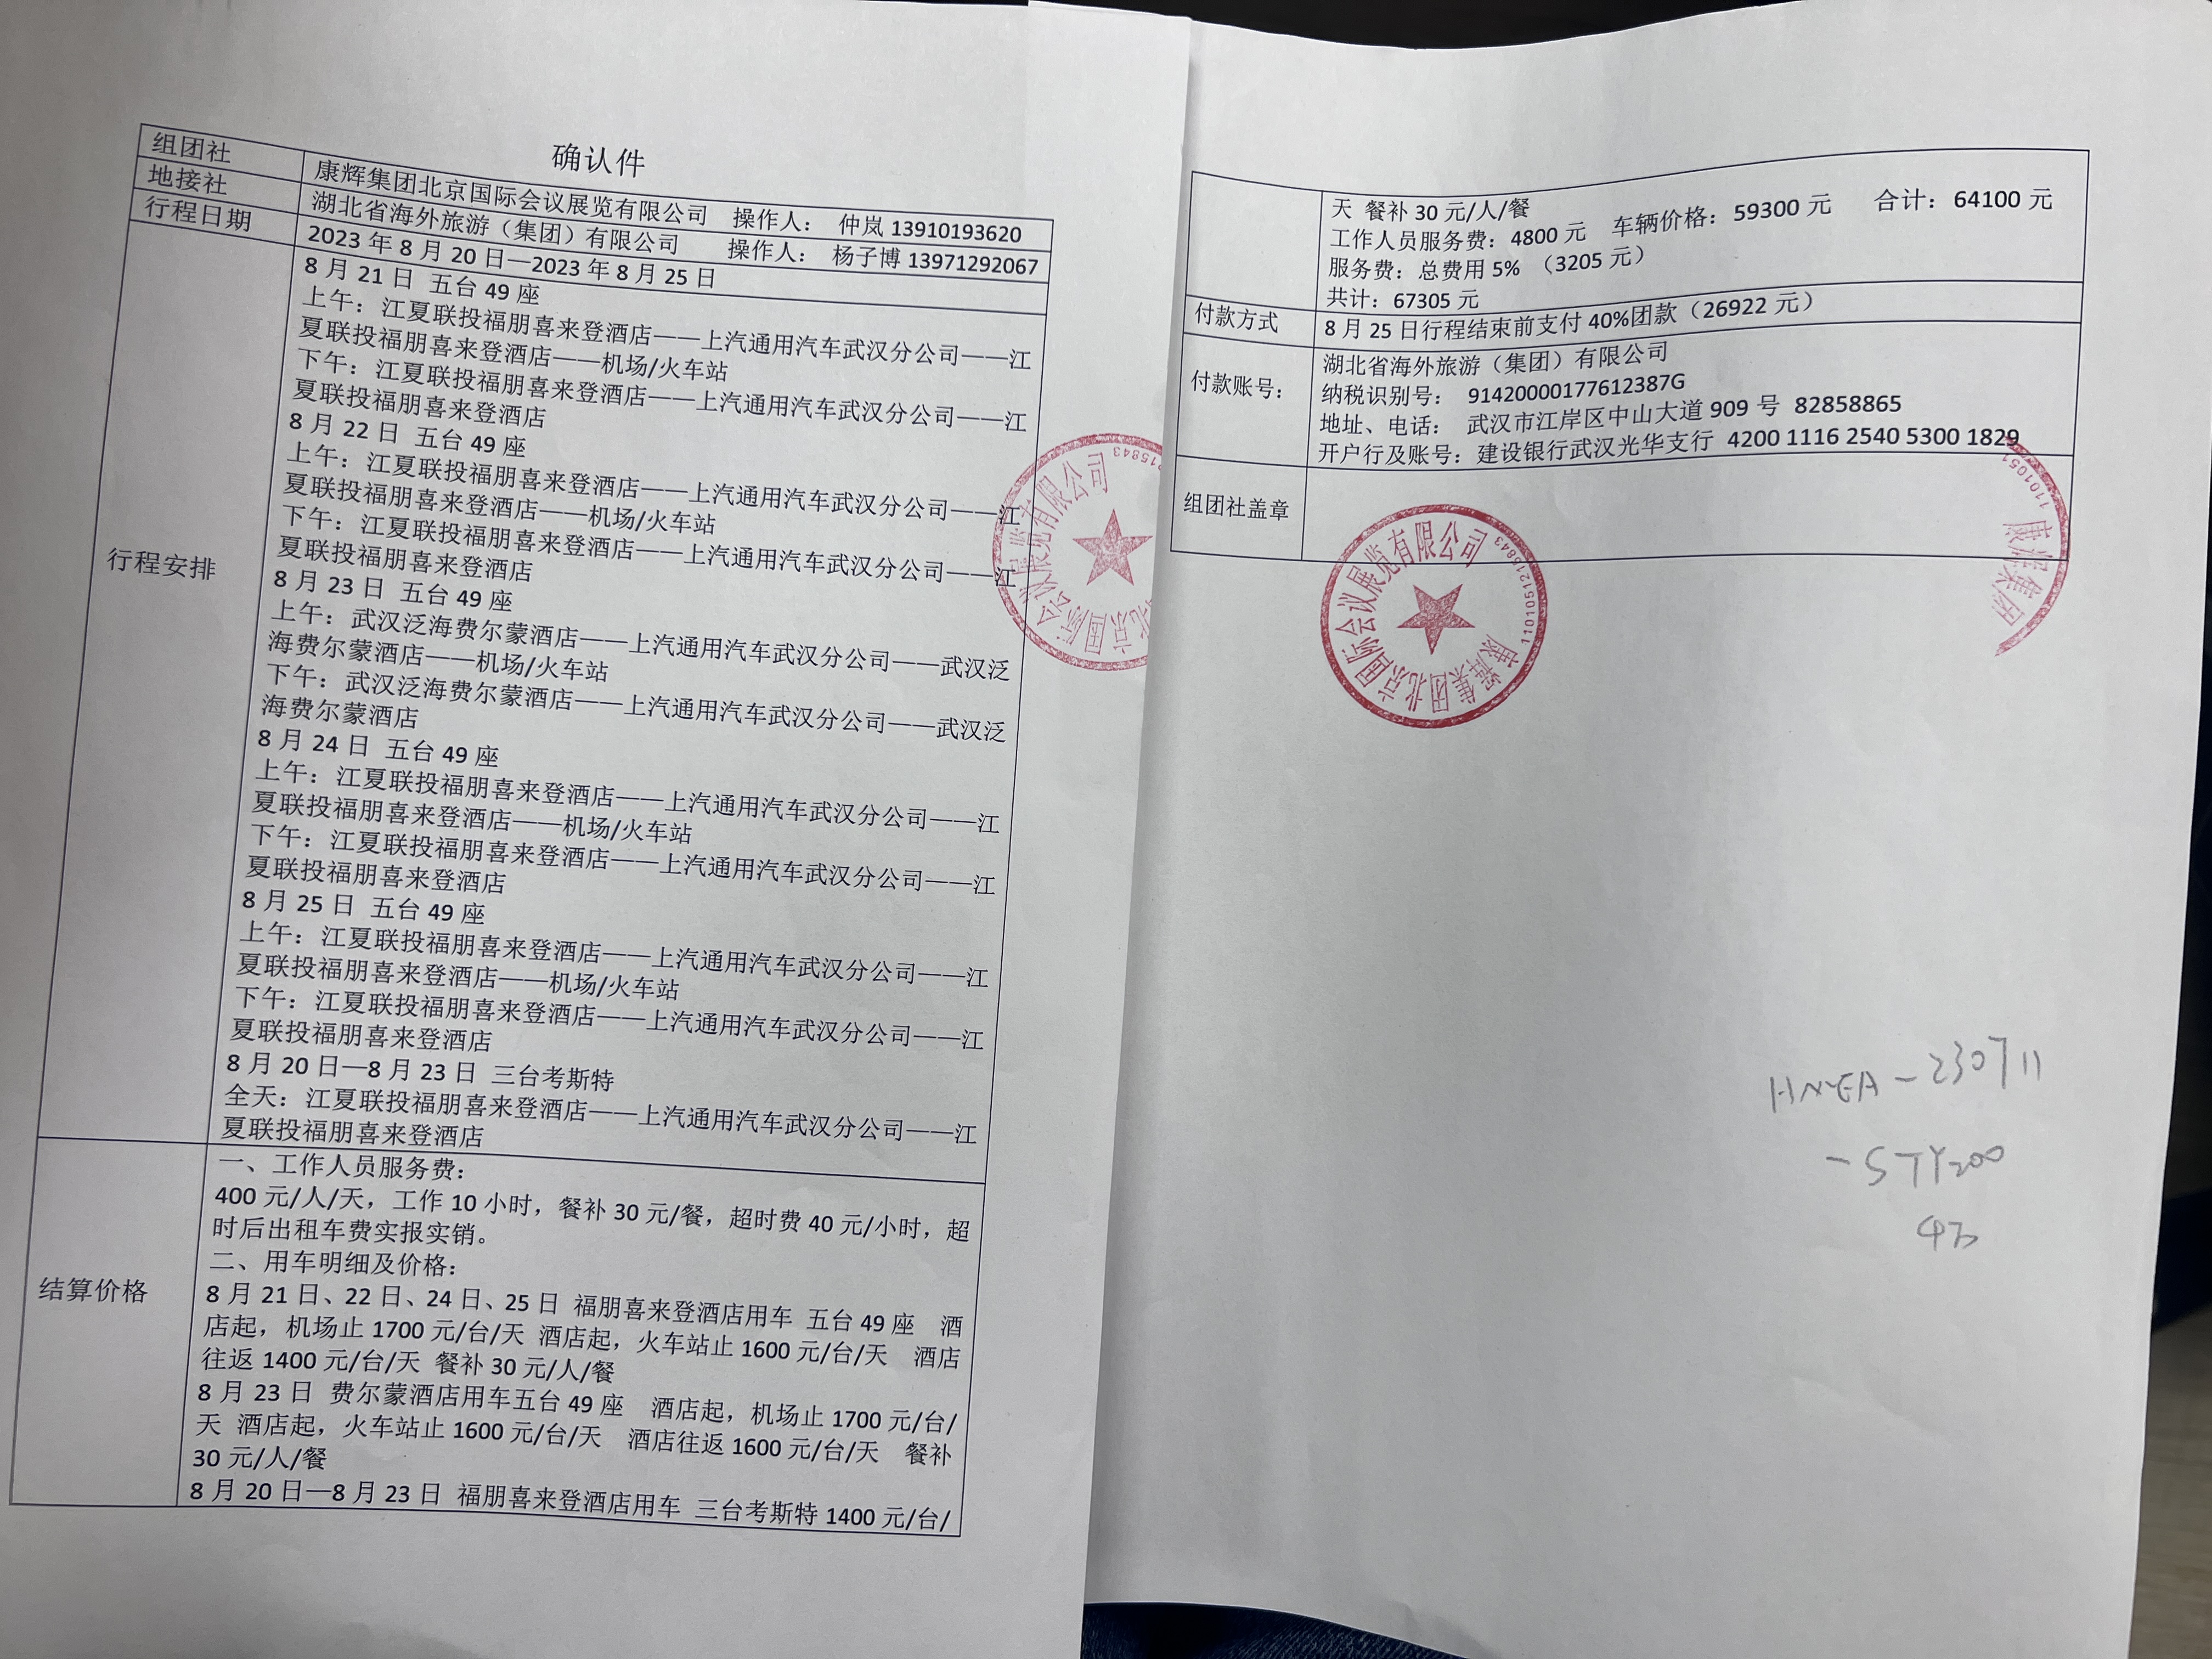 确认件
组团社 康辉集团北京国际会议展览有限公司 操作人： 仲岚 13910193620
地接社 湖北省海外旅游（集团）有限公司 操作人： 杨子博 13971292067
行程日期 2023 年 8 月 20 日—2023 年 8 月 25 日
行程安排
8 月 21 日 五台 49 座
上午：江夏联投福朋喜来登酒店——上汽通用汽车武汉分公司——江
夏联投福朋喜来登酒店——机场/火车站
下午：江夏联投福朋喜来登酒店——上汽通用汽车武汉分公司——江
夏联投福朋喜来登酒店
8 月 22 日 五台 49 座
上午：江夏联投福朋喜来登酒店——上汽通用汽车武汉分公司——江
夏联投福朋喜来登酒店——机场/火车站
下午：江夏联投福朋喜来登酒店——上汽通用汽车武汉分公司——江
夏联投福朋喜来登酒店
8 月 23 日 五台 49 座
上午：武汉泛海费尔蒙酒店——上汽通用汽车武汉分公司——武汉泛
海费尔蒙酒店——机场/火车站
下午：武汉泛海费尔蒙酒店——上汽通用汽车武汉分公司——武汉泛
海费尔蒙酒店
8 月 24 日 五台 49 座
上午：江夏联投福朋喜来登酒店——上汽通用汽车武汉分公司——江
夏联投福朋喜来登酒店——机场/火车站
下午：江夏联投福朋喜来登酒店——上汽通用汽车武汉分公司——江
夏联投福朋喜来登酒店
8 月 25 日 五台 49 座
上午：江夏联投福朋喜来登酒店——上汽通用汽车武汉分公司——江
夏联投福朋喜来登酒店——机场/火车站
下午：江夏联投福朋喜来登酒店——上汽通用汽车武汉分公司——江
夏联投福朋喜来登酒店
8 月 20 日—8 月 23 日 三台考斯特
全天：江夏联投福朋喜来登酒店——上汽通用汽车武汉分公司——江
夏联投福朋喜来登酒店
结算价格
一、工作人员服务费：
400 元/人/天，工作 10 小时，餐补 30 元/餐，超时费 40 元/小时，超
时后出租车费实报实销。
二、用车明细及价格：
8 月 21 日、22 日、24 日、25 日 福朋喜来登酒店用车 五台 49 座 酒
店起，机场止 1700 元/台/天 酒店起，火车站止 1600 元/台/天 酒店
往返 1400 元/台/天 餐补 30 元/人/餐
8 月 23 日 费尔蒙酒店用车五台 49 座 酒店起，机场止 1700 元/台/
天 酒店起，火车站止 1600 元/台/天 酒店往返 1600 元/台/天 餐补
30 元/人/餐
8 月 20 日—8 月 23 日 福朋喜来登酒店用车 三台考斯特 1400 元/台/
天 餐补 30 元/人/餐
工作人员服务费：4800 元 车辆价格：59300 元 合计：64100 元
服务费：总费用 5% （3205 元）
共计：67305 元
付款方式 8 月 25 日行程结束前支付 40%团款（26922 元）
付款账号：
湖北省海外旅游（集团）有限公司
纳税识别号： 91420000177612387G
地址、电话： 武汉市江岸区中山大道 909 号 82858865
开户行及账号：建设银行武汉光华支行 4200 1116 2540 5300 1829
组团社盖章
康辉集团北京国际会议展览有限公司
1101051215843
北京国际会议展览有限公司
215843
康辉集团
1101051
-230711
-STY200